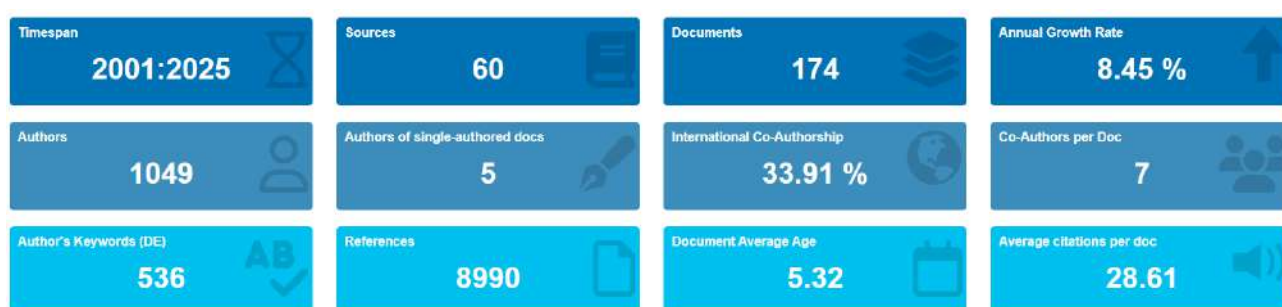 Timespan
2001:2025
Sources
60
Documents
174
Annual Growth Rate
8.45 %
Authors
1049
Authors of single-authored docs
5
International Co-Authorship
33.91 %
Co-Authors per Doc
7
Author's Keywords (DE)
536
AB
References
8990
Document Average Age
5.32
Average citations per doc
28.61